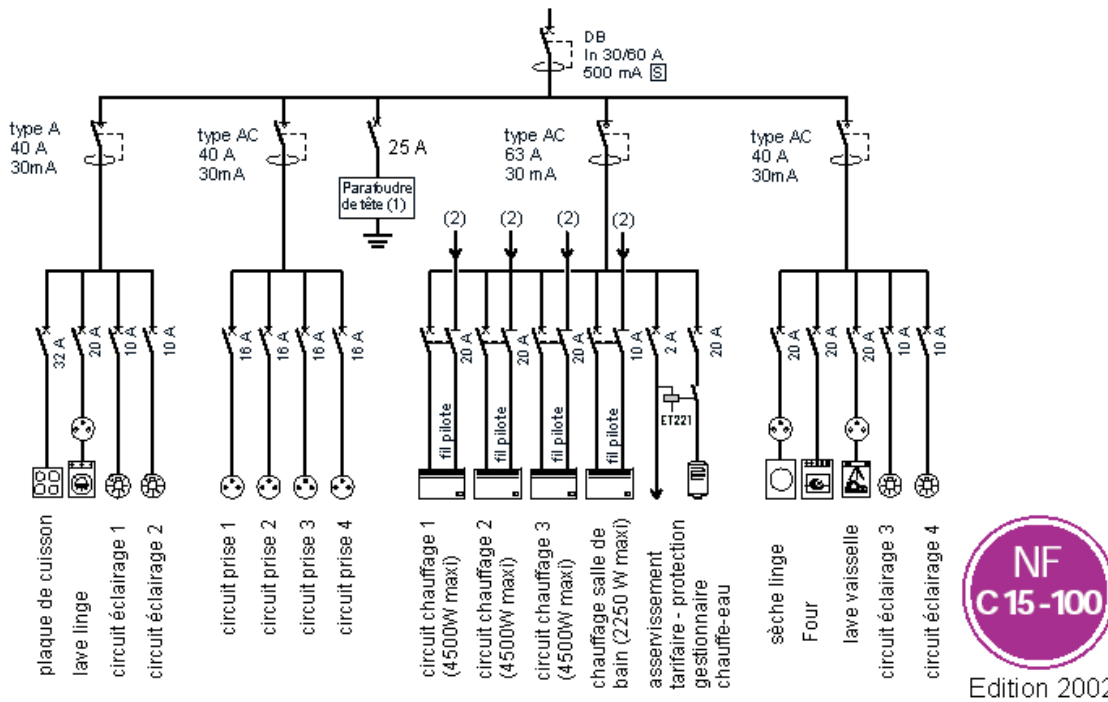 DB
In 30/60 A
500 mA S
type A
40 A
30mA
type AC
40 A
30mA
25 A
Parafoudre
de tête (1)
type AC
63 A
30 mA
type AC
40 A
30mA
(2)
(2)
(2)
(2)
32 A
20 A
10 A
10 A
16 A
16 A
16 A
16 A
20 A
20 A
20 A
10 A
2 A
20 A
20 A
20 A
20 A
10 A
10 A
fil pilote
fil pilote
fil pilote
fil pilote
ET221
plaque de cuisson
lave linge
circuit éclairage 1
circuit éclairage 2
circuit prise 1
circuit prise 2
circuit prise 3
circuit prise 4
circuit chauffage 1
(4500W maxi)
circuit chauffage 2
(4500W maxi)
circuit chauffage 3
(4500W maxi)
chauffage salle de
bain (2250 W maxi)
asservissement
tarifaire - protection
gestionnaire
chauffe-eau
sèche linge
Four
lave vaisselle
circuit éclairage 3
circuit éclairage 4
NF
C 15-100
Edition 2002